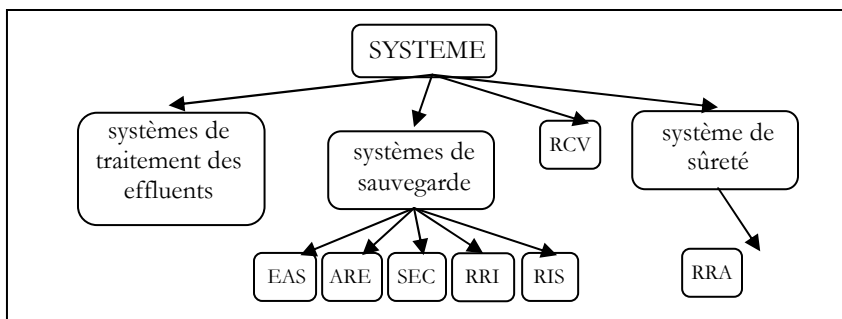 SYSTEME
systèmes de
traitement des
effluents
systèmes de
sauvegarde
RCV
système de
sûreté
EAS
ARE
SEC
RRI
RIS
RRA